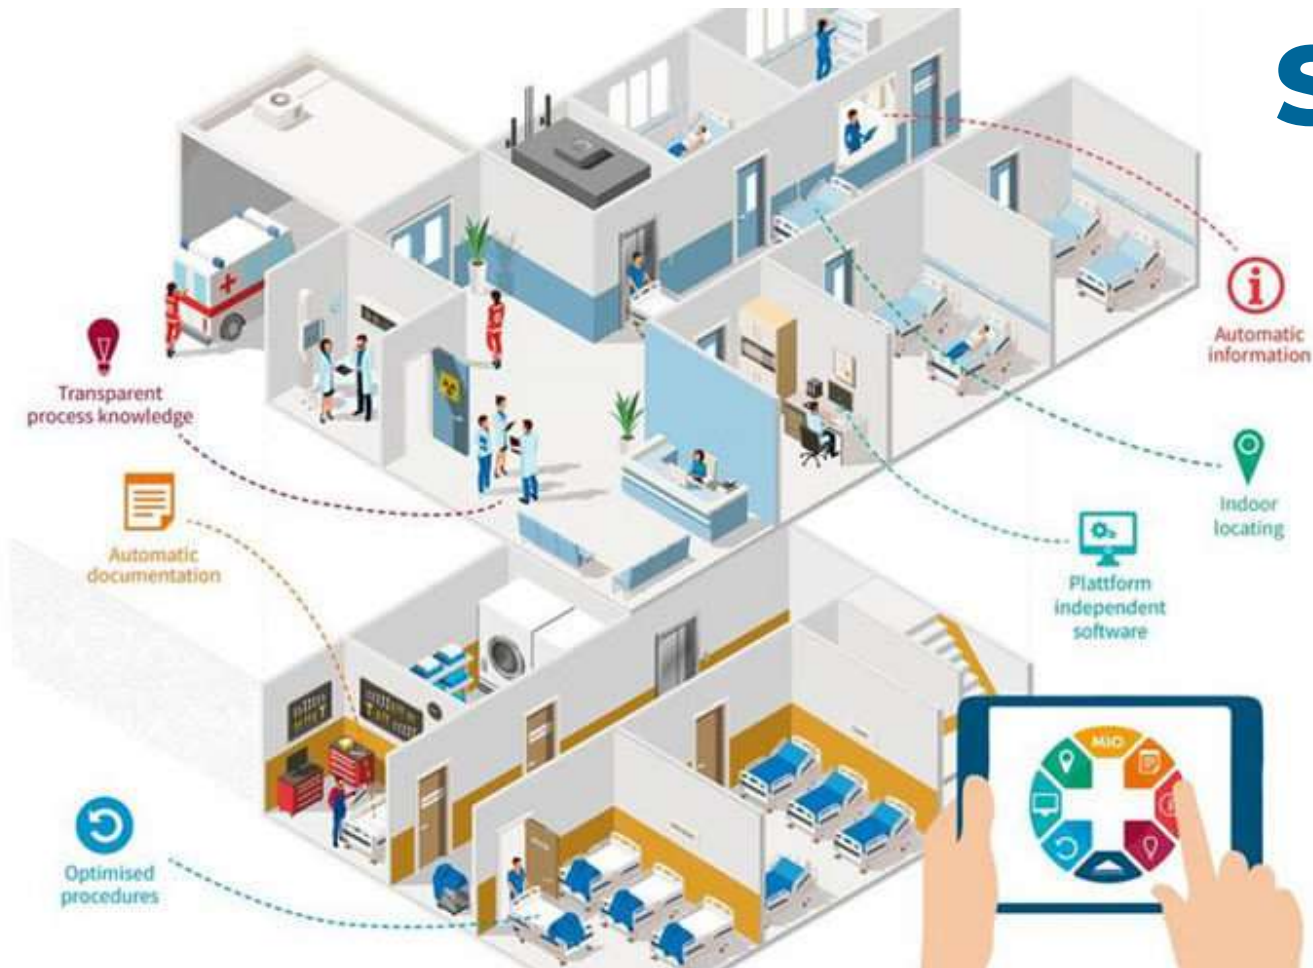 S
Automatic
information
Transparent
process knowledge
Automatic
documentation
Indoor
locating
Plattform
independent
software
MIO
Optimised
procedures